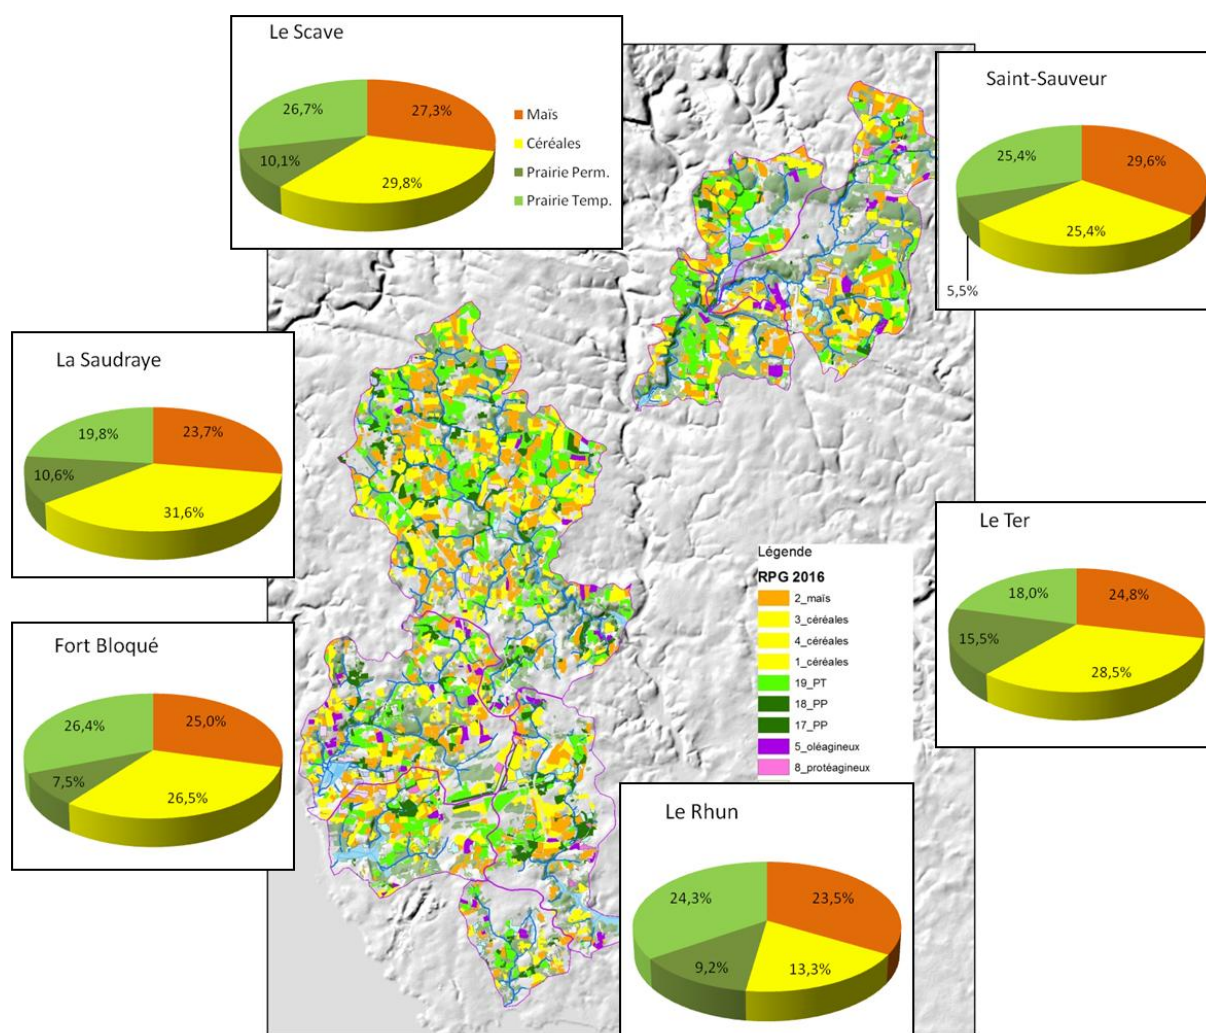 Le Scave
26,7%
27,3%
10,1%
29,8%
Maïs
Céréales
Prairie Perm.
Prairie Temp.
Saint-Sauveur
25,4%
29,6%
25,4%
5,5%
La Saudraye
19,8%
23,7%
10,6%
31,6%
Le Ter
18,0%
24,8%
15,5%
28,5%
Fort Bloqué
26,4%
25,0%
7,5%
26,5%
Légende
RPG 2016
2_maïs
3_céréales
4_céréales
1_céréales
19_PT
18_PP
17_PP
5_oléagineux
8_protéagineux
Le Rhun
24,3%
23,5%
9,2%
13,3%